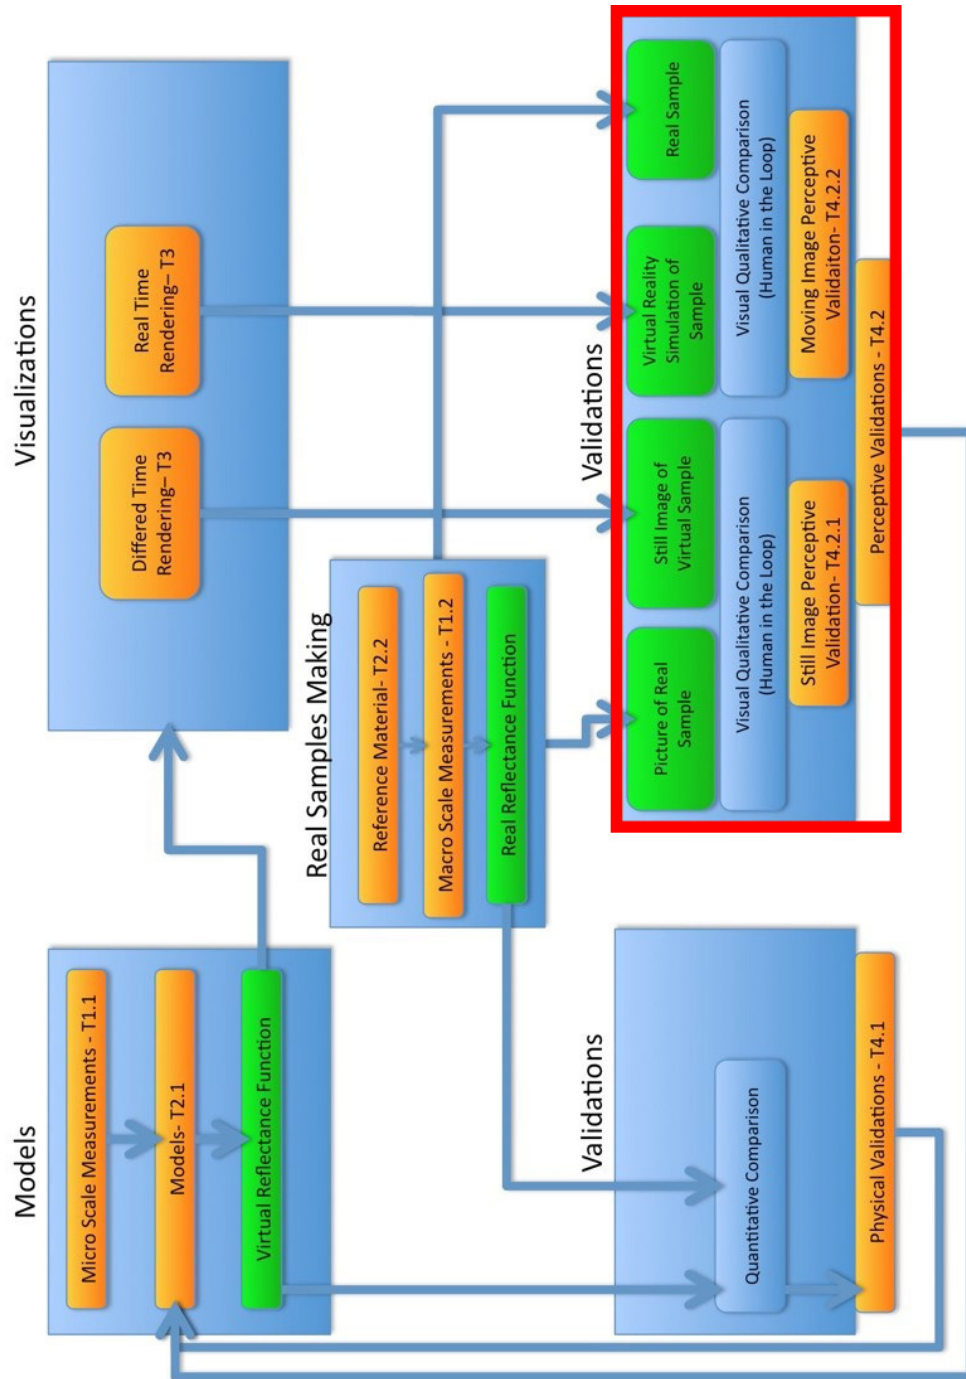 Models
Micro Scale Measurements - T1.1
Models- T2.1
Virtual Reflectance Function
Visualizations
Differed Time
Rendering– T3
Real Time
Rendering– T3
Real Samples Making
Reference Material- T2.2
Macro Scale Measurements - T1.2
Real Reflectance Function
Validations
Quantitative Comparison
Physical Validations - T4.1
Validations
Picture of Real
Sample
Still Image of
Virtual Sample
Virtual Reality
Simulation of
Sample
Real Sample
Visual Qualitative Comparison
(Human in the Loop)
Visual Qualitative Comparison
(Human in the Loop)
Still Image Perceptive
Validation- T4.2.1
Moving Image Perceptive
Validaiton- T4.2.2
Perceptive Validations - T4.2